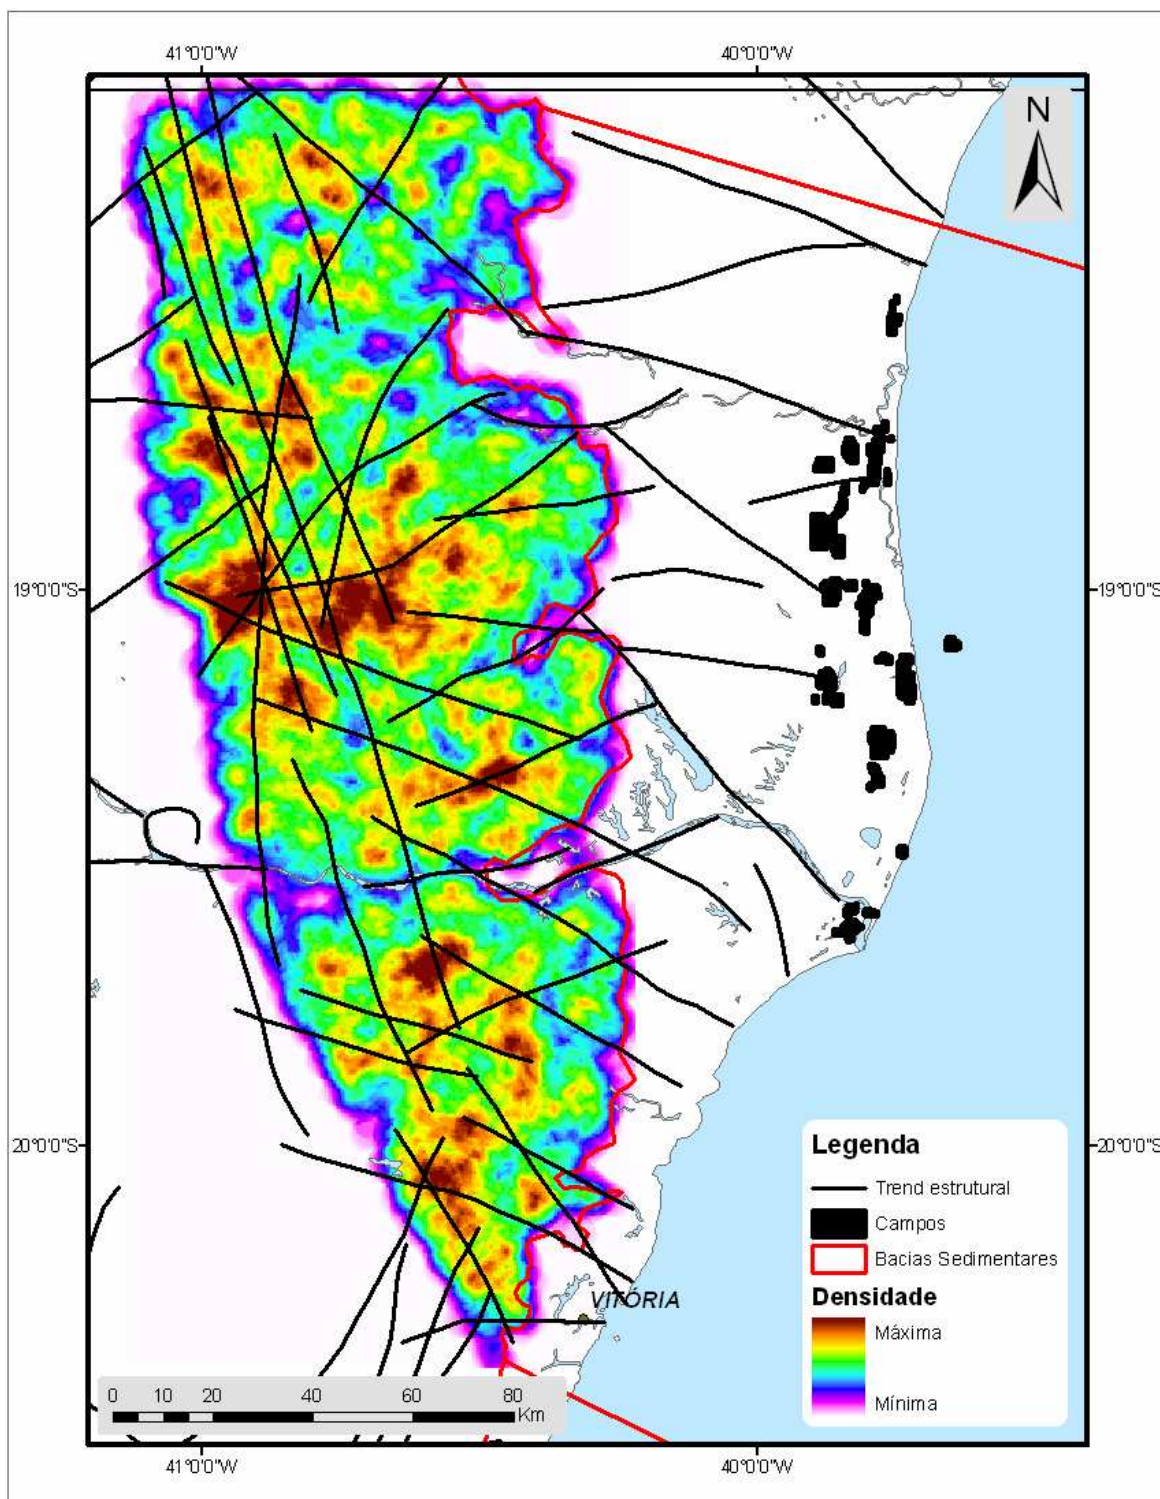 41°0'0"W 40°0'0"W
N
19°0'0"S 19°0'0"S
20°0'0"S 20°0'0"S
Legenda
Trend estrutural
Campos
Bacias Sedimentares
Densidade
Máxima
Mínima
VITÓRIA
0 10 20 40 60 80
Km
41°0'0"W 40°0'0"W